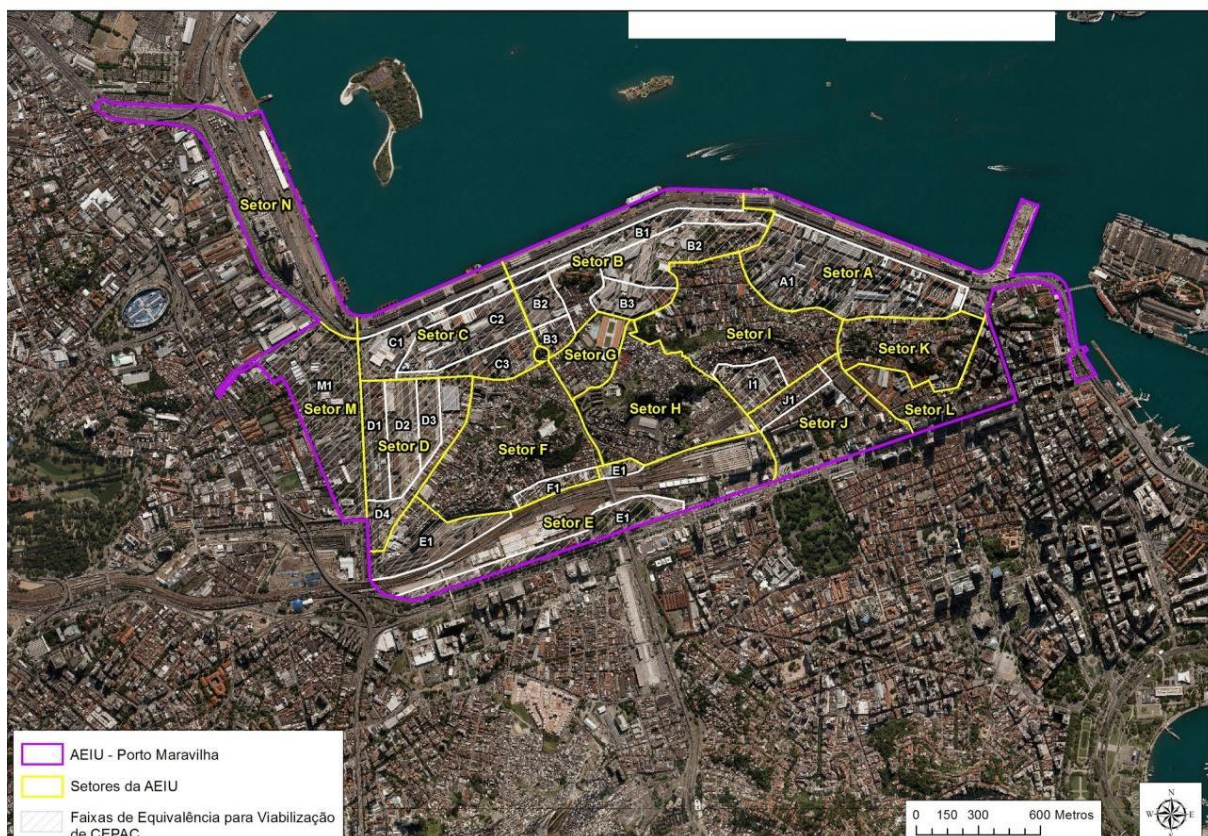 Setor N
B1
B2
Setor B
Setor A
A1
B2
B3
C2
C1
Setor C
B3
C3
Setor G
Setor I
Setor K
I1
J1
M1
Setor M
D1
D2
D3
Setor D
Setor H
Setor J
Setor L
Setor F
E1
F1
D4
E1
Setor E
E1
AEIU - Porto Maravilha
Setores da AEIU
Faixas de Equivalência para Viabilização
de CEPAC
0 150 300 600 Metros
N
W E
S